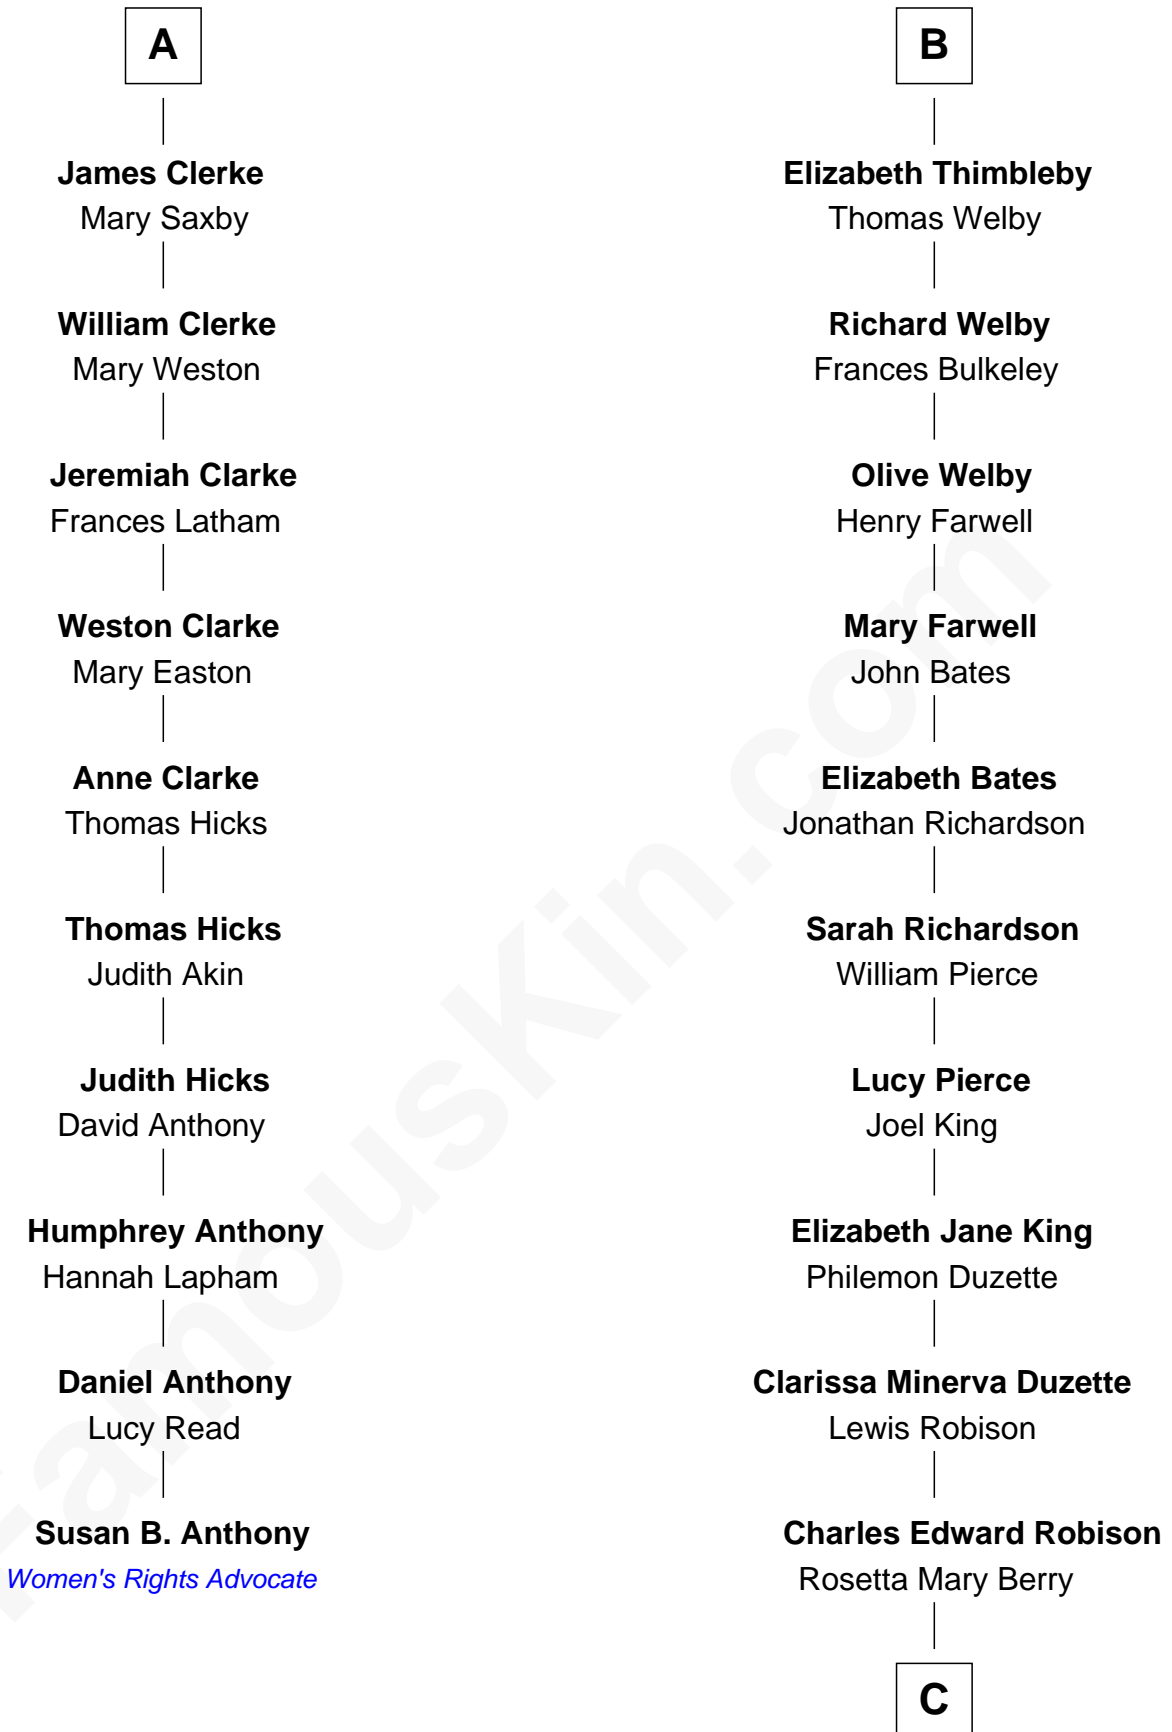 A
James Clerke
Mary Saxby
William Clerke
Mary Weston
Jeremiah Clarke
Frances Latham
Weston Clarke
Mary Easton
Anne Clarke
Thomas Hicks
Thomas Hicks
Judith Akin
Judith Hicks
David Anthony
Humphrey Anthony
Hannah Lapham
Daniel Anthony
Lucy Read
Susan B. Anthony
Women's Rights Advocate
B
Elizabeth Thimbleby
Thomas Welby
Richard Welby
Frances Bulkeley
Olive Welby
Henry Farwell
Mary Farwell
John Bates
Elizabeth Bates
Jonathan Richardson
Sarah Richardson
William Pierce
Lucy Pierce
Joel King
Elizabeth Jane King
Philemon Duzette
Clarissa Minerva Duzette
Lewis Robison
Charles Edward Robison
Rosetta Mary Berry
C
FamousKin.com